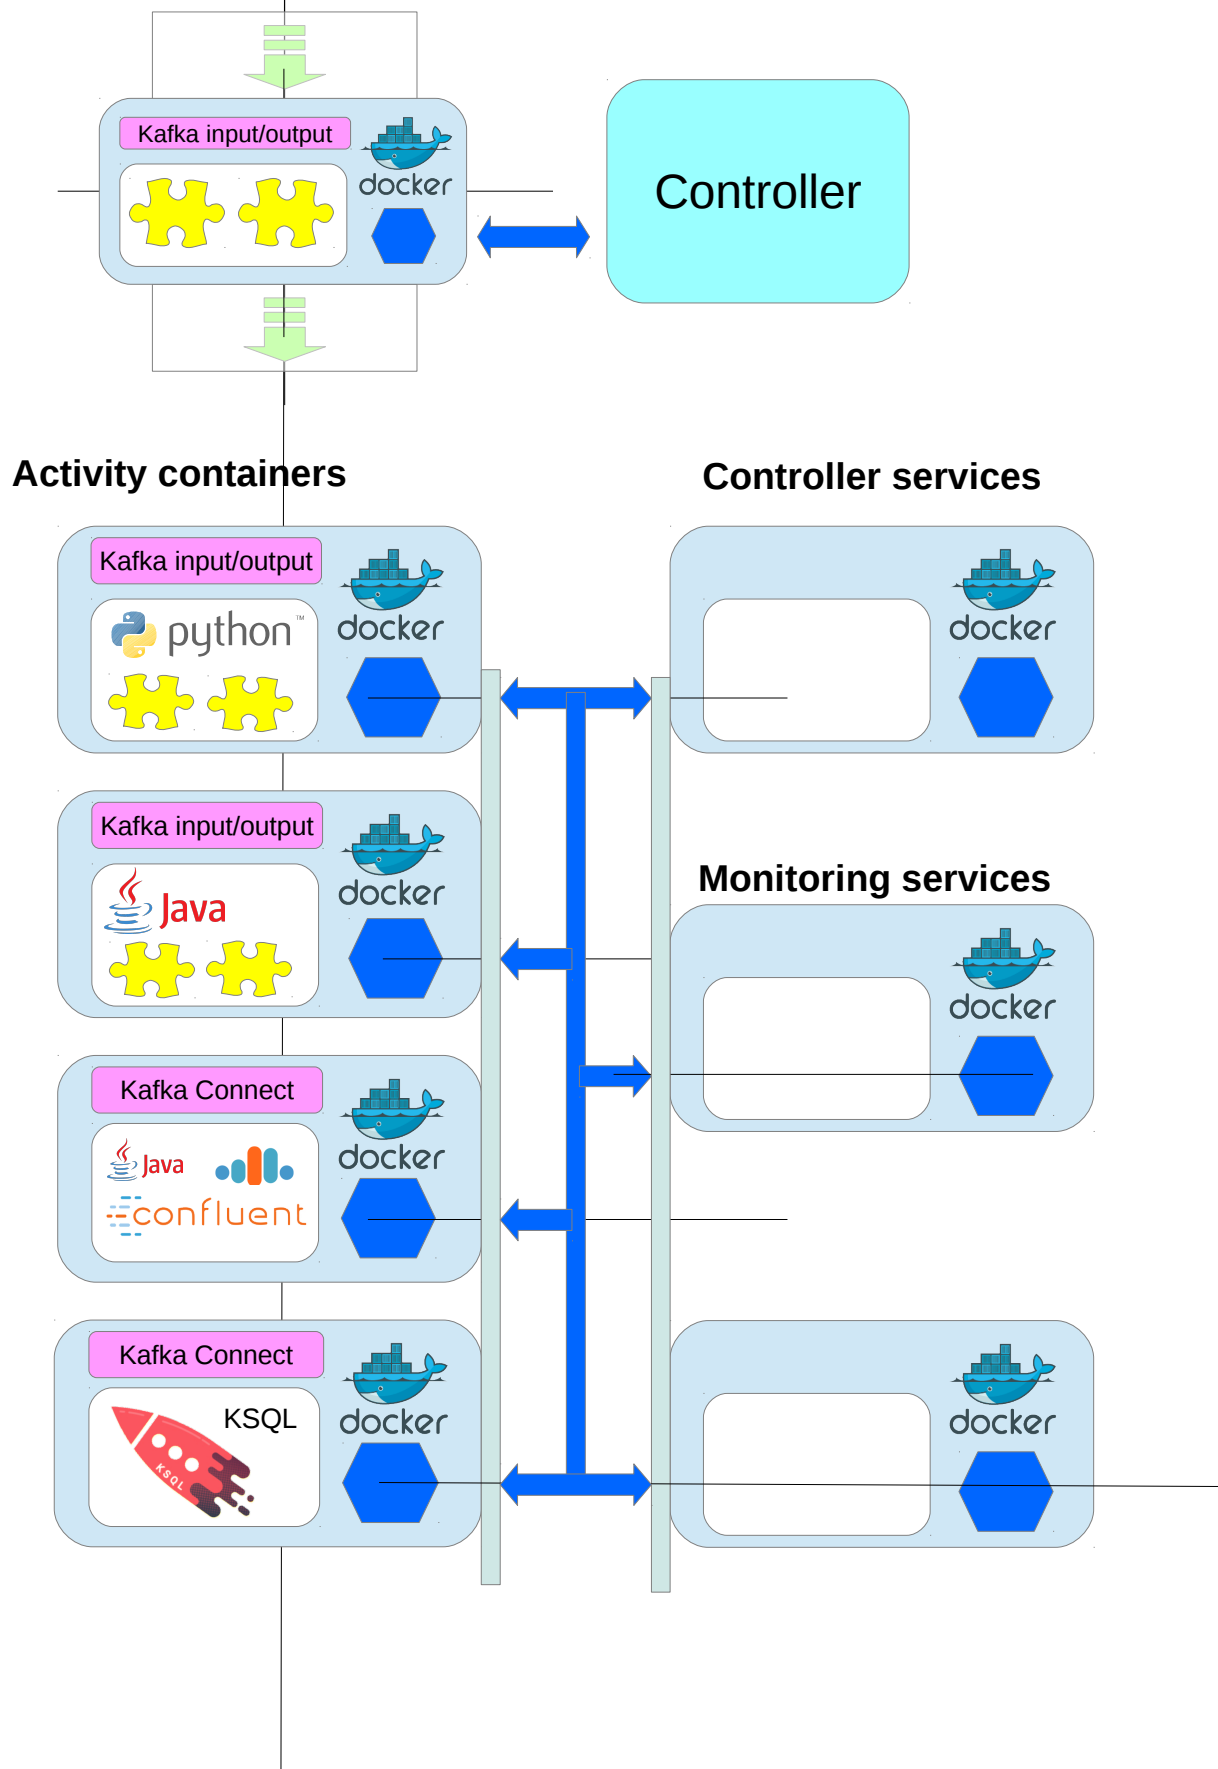 Kafka input/output
docker
Controller
Activity containers
Controller services
Kafka input/output
python™
docker
docker
Kafka input/output
Java
docker
Monitoring services
docker
Kafka Connect
Java
confluent
docker
Kafka Connect
KSQL
KSQL
docker
docker